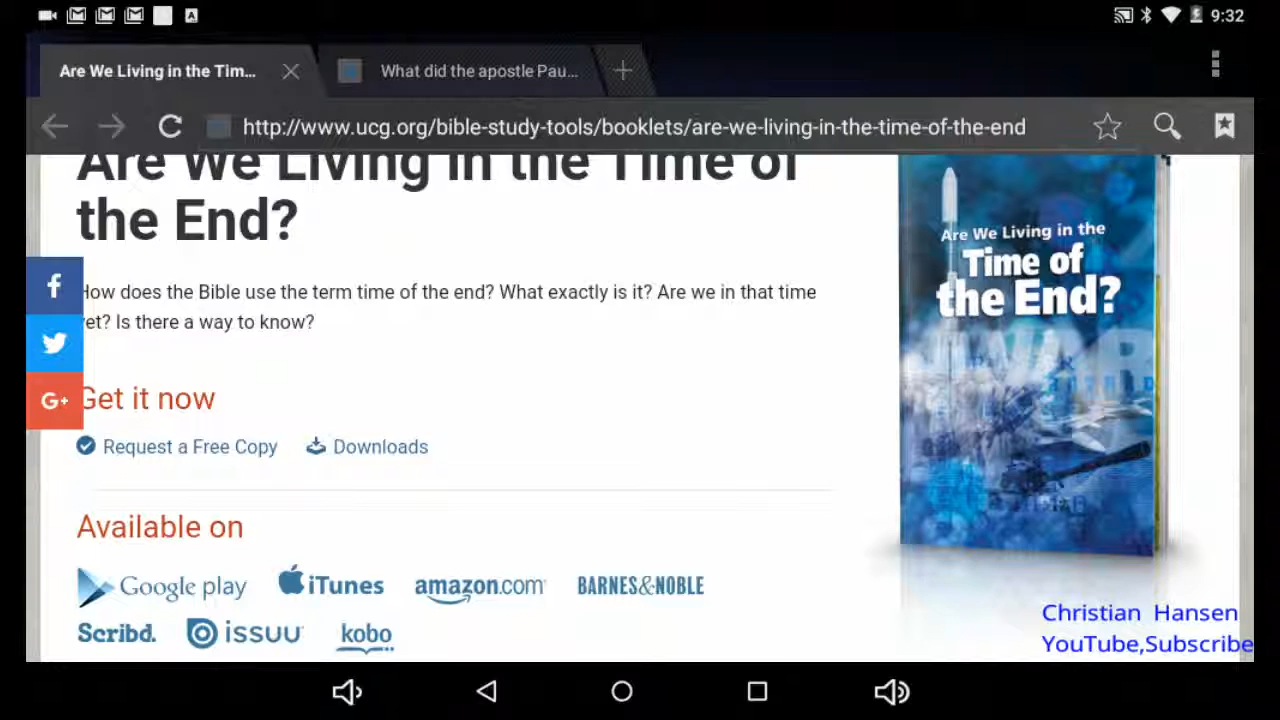 9:32
Are We Living in the Tim...
What did the apostle Pau...
http://www.ucg.org/bible-study-tools/booklets/are-we-living-in-the-time-of-the-end
Are We Living in the Time of
the End?
How does the Bible use the term time of the end? What exactly is it? Are we in that time
yet? Is there a way to know?
Get it now
Request a Free Copy
Downloads
Available on
Google play
iTunes
amazon.com
BARNES&NOBLE
Scribd.
issuu
kobo
Are We Living in the
Time of
the End?
WAR
Christian Hansen
YouTube,Subscribe